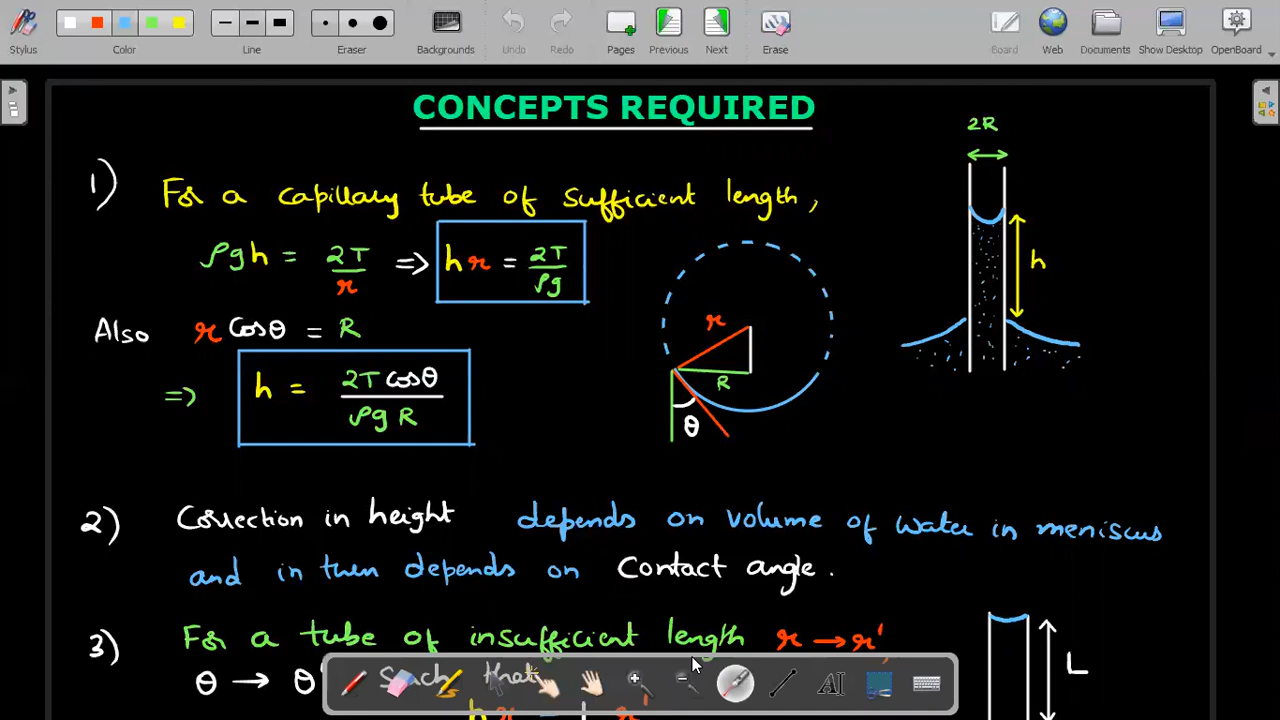 Stylus
Color
Line
Eraser
Backgrounds
Undo
Redo
Pages
Previous
Next
Erase
Board
Web
Documents
Show Desktop
OpenBoard
CONCEPTS REQUIRED
2R
1) For a capillary tube of sufficient length,
ρgh = 2T/r => hr = 2T/ρg
h
Also r Cosθ = R
r
R
θ
=> h = 2T cosθ / ρg R
2) Correction in height depends on volume of water in meniscus
and in turn depends on Contact angle.
3) For a tube of insufficient length r → r'
θ → θ' Such that
L